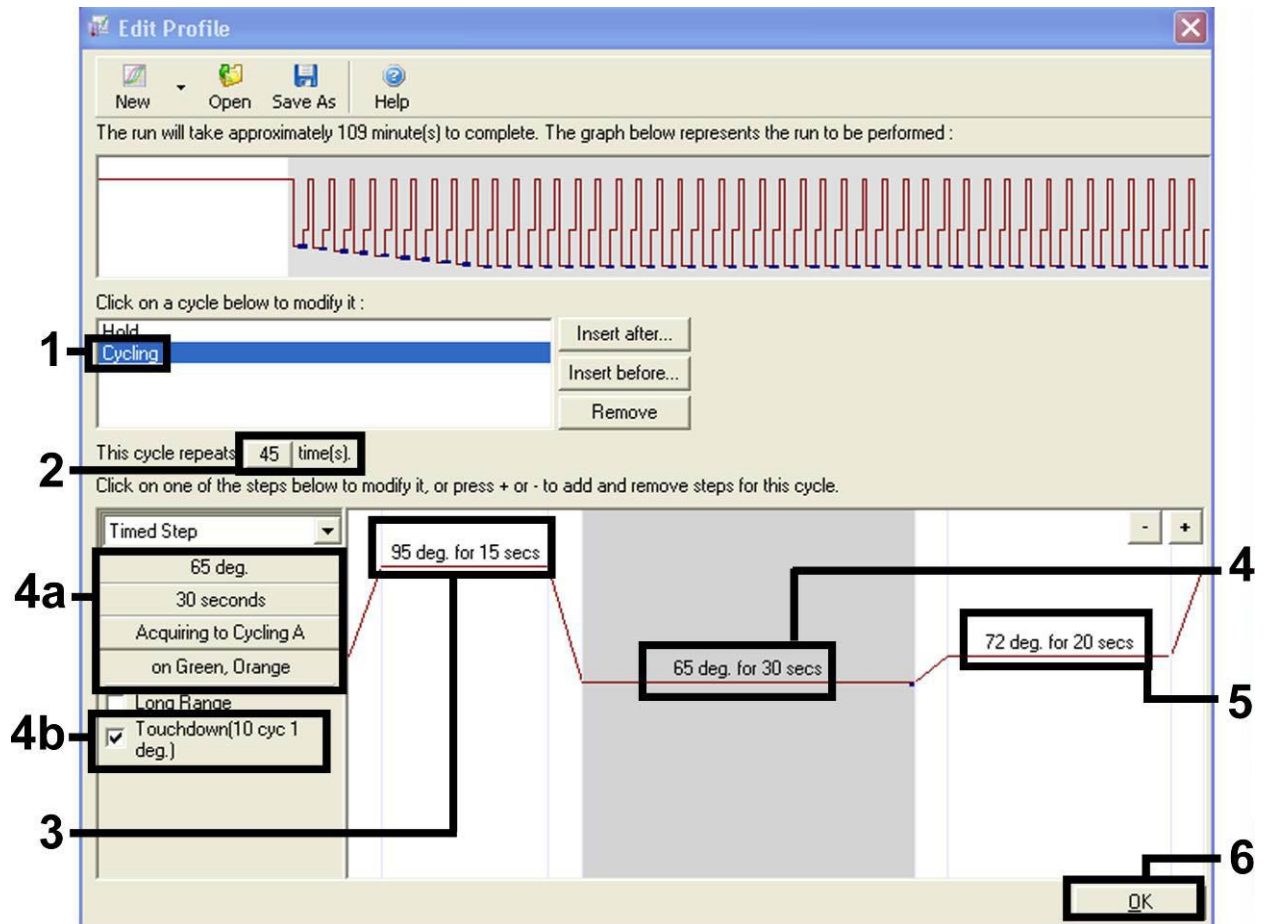 Edit Profile
New Open Save As Help
The run will take approximately 109 minute(s) to complete. The graph below represents the run to be performed :
Click on a cycle below to modify it :
Hold
1
Cycling
Insert after...
Insert before...
Remove
This cycle repeats 45 time(s).
2
Click on one of the steps below to modify it, or press + or - to add and remove steps for this cycle.
Timed Step
- +
95 deg. for 15 secs
4
65 deg.
4a
30 seconds
Acquiring to Cycling A
on Green, Orange
72 deg. for 20 secs
65 deg. for 30 secs
5
Long Range
4b
Touchdown(10 cyc 1
deg.)
3
6
OK